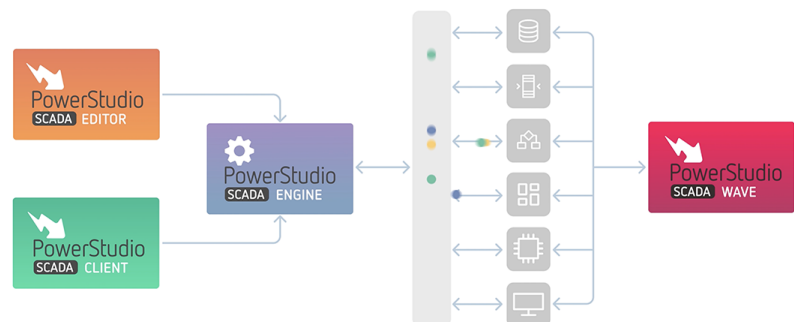 PowerStudio
SCADA EDITOR
PowerStudio
SCADA ENGINE
PowerStudio
SCADA CLIENT
PowerStudio
SCADA WAVE